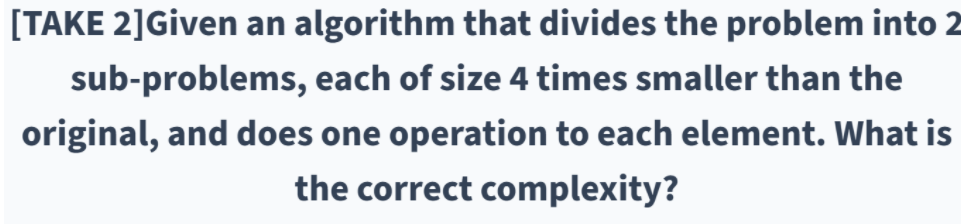 [TAKE 2]Given an algorithm that divides the problem into 2
sub-problems, each of size 4 times smaller than the
original, and does one operation to each element. What is
the correct complexity?